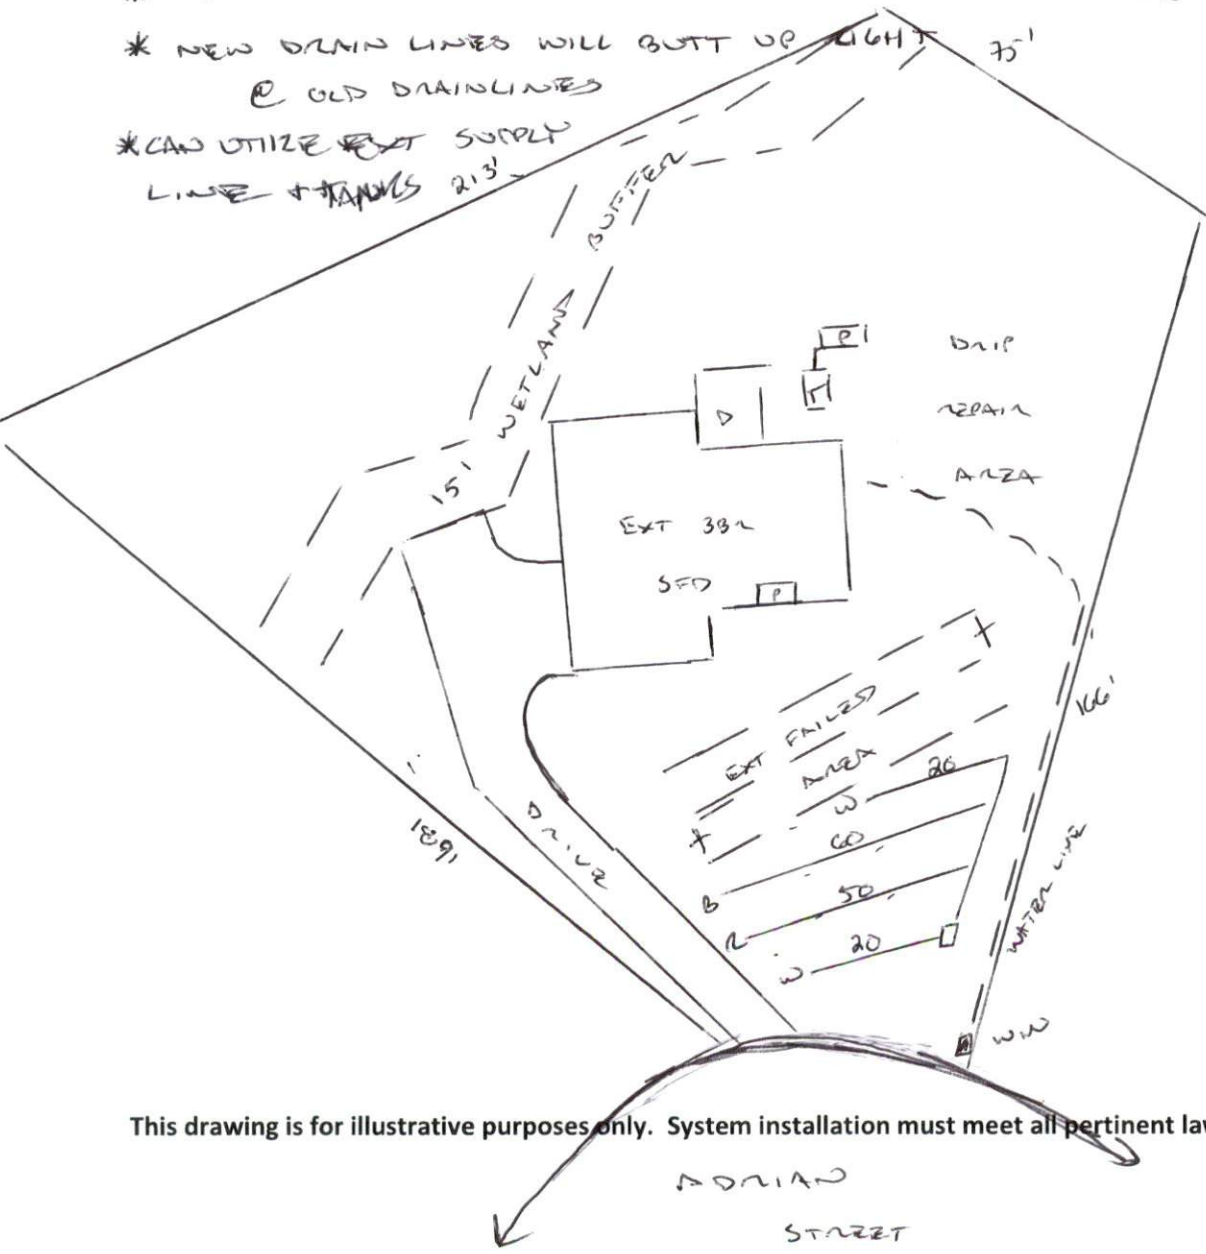 * NEW DRAIN LINES WILL BUTT UP RIGHT
@ OLD DRAINLINES
* CAN UTILIZE EXT SUPPLY
LINE + TANKS
213'
75'
WETLAND BUFFER
15'
P
T
D
DRIP
REPAIR
AREA
EXT 3BR
SFD
P
166'
189'
DRIVE
EXT FAILED
AREA
W 20
B 60
R 50
W 20
WATER LINE
This drawing is for illustrative purposes only. System installation must meet all pertinent
ADRIAN
STREET